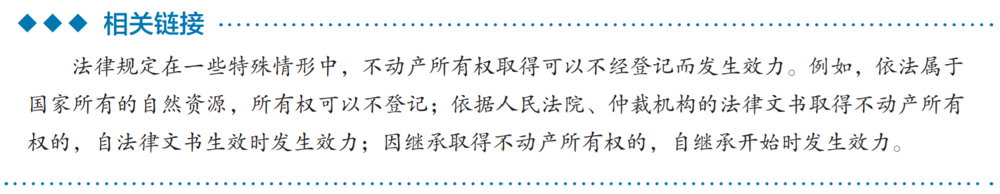 ◆◆◆ 相关链接
法律规定在一些特殊情形中，不动产所有权取得可以不经登记而发生效力。例如，依法属于
国家所有的自然资源，所有权可以不登记；依据人民法院、仲裁机构的法律文书取得不动产所有
权的，自法律文书生效时发生效力；因继承取得不动产所有权的，自继承开始时发生效力。